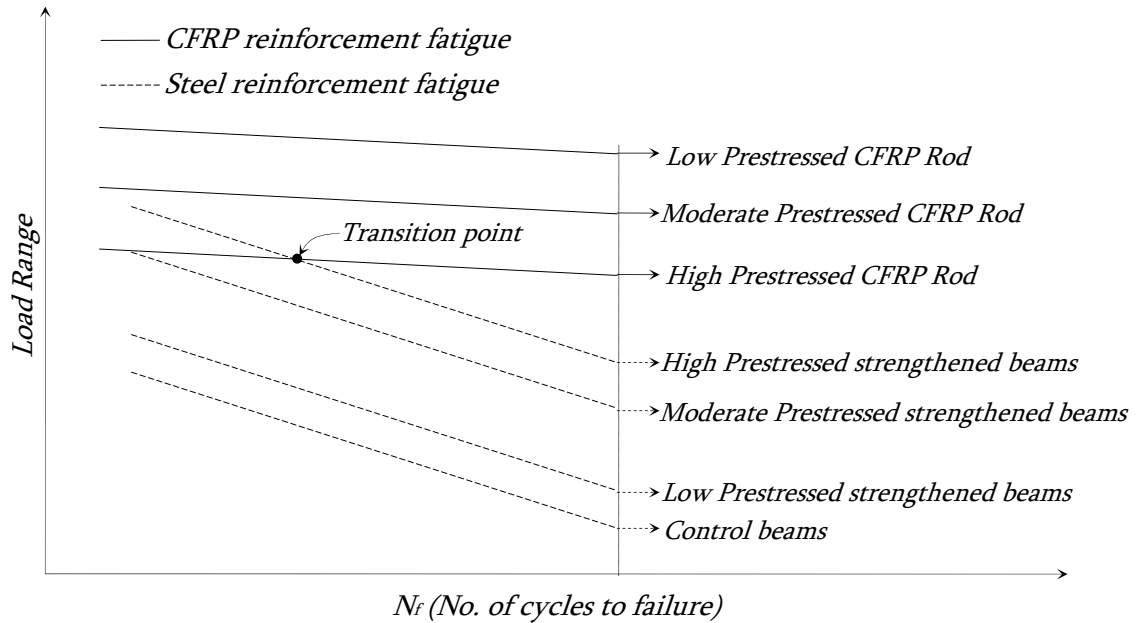 CFRP reinforcement fatigue
Steel reinforcement fatigue
Low Prestressed CFRP Rod
Moderate Prestressed CFRP Rod
Transition point
High Prestressed CFRP Rod
Load Range
High Prestressed strengthened beams
Moderate Prestressed strengthened beams
Low Prestressed strengthened beams
Control beams
Nf (No. of cycles to failure)